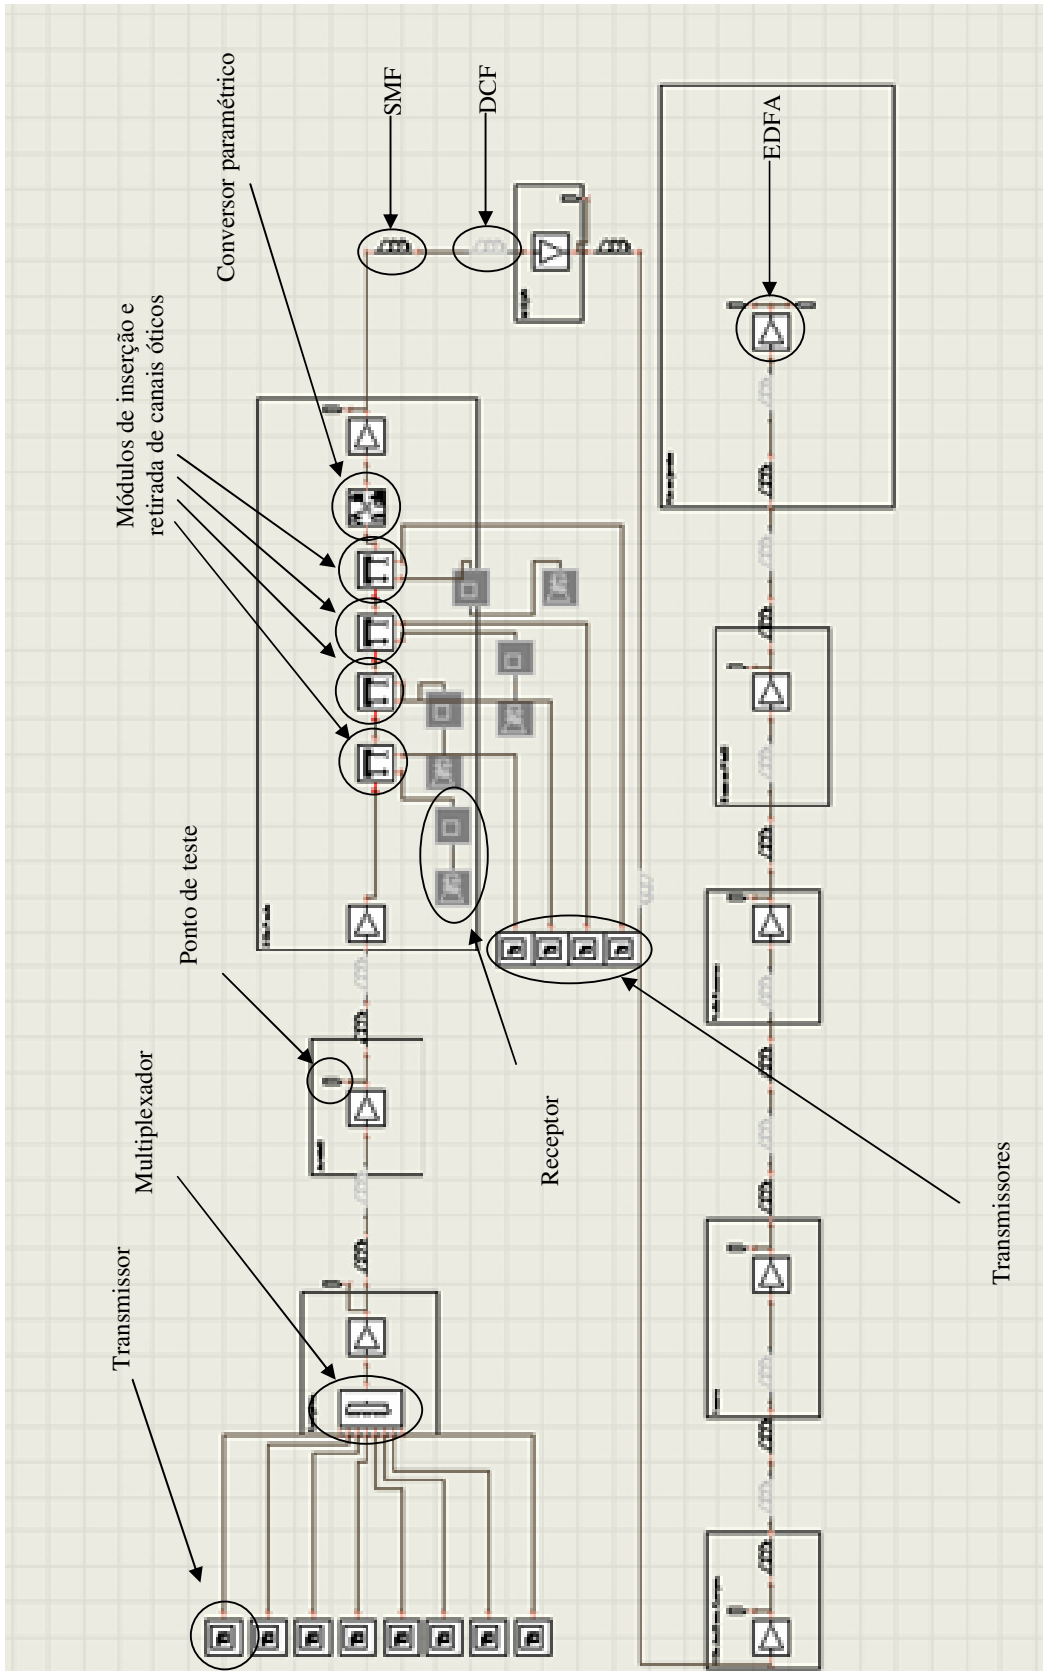 Transmissor
Multiplexador
Ponto de teste
Módulos de inserção e
retirada de canais óticos
Conversor paramétrico
SMF
DCF
EDFA
Receptor
Transmissores